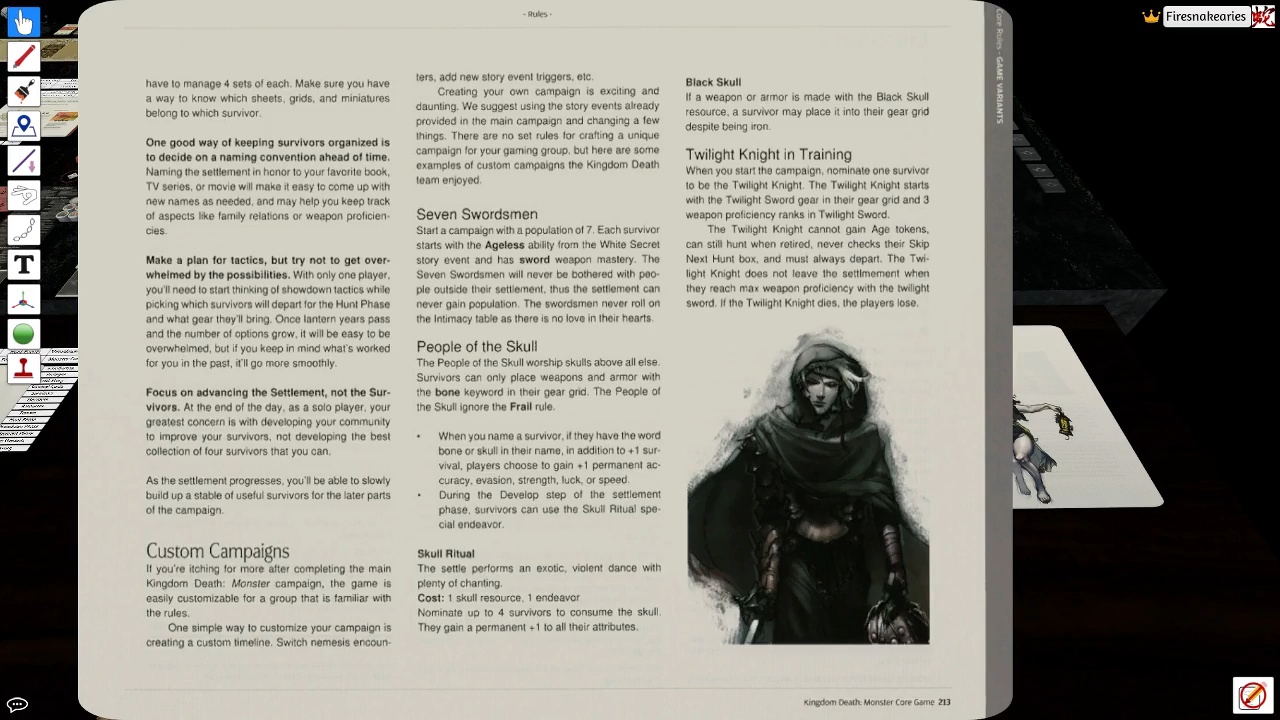 - Rules -
Firesnakearies
Core Rules - GAME VARIANTS
have to manage 4 sets of each. Make sure you have
a way to know which sheets, grids, and miniatures
belong to which survivor.
One good way of keeping survivors organized is
to decide on a naming convention ahead of time.
Naming the settlement in honor to your favorite book,
TV series, or movie will make it easy to come up with
new names as needed, and may help you keep track
of aspects like family relations or weapon proficien-
cies.
Make a plan for tactics, but try not to get over-
whelmed by the possibilities. With only one player,
you'll need to start thinking of showdown tactics while
picking which survivors will depart for the Hunt Phase
and what gear they'll bring. Once lantern years pass
and the number of options grow, it will be easy to be
overwhelmed, but if you keep in mind what's worked
for you in the past, it'll go more smoothly.
Focus on advancing the Settlement, not the Sur-
vivors. At the end of the day, as a solo player, your
greatest concern is with developing your community
to improve your survivors, not developing the best
collection of four survivors that you can.
As the settlement progresses, you'll be able to slowly
build up a stable of useful survivors for the later parts
of the campaign.
Custom Campaigns
If you're itching for more after completing the main
Kingdom Death: Monster campaign, the game is
easily customizable for a group that is familiar with
the rules.
One simple way to customize your campaign is
creating a custom timeline. Switch nemesis encoun-
ters, add new story event triggers, etc.
Creating your own campaign is exciting and
daunting. We suggest using the story events already
provided in the main campaign and changing a few
things. There are no set rules for crafting a unique
campaign for your gaming group, but here are some
examples of custom campaigns the Kingdom Death
team enjoyed.
Seven Swordsmen
Start a campaign with a population of 7. Each survivor
starts with the Ageless ability from the White Secret
story event and has sword weapon mastery. The
Seven Swordsmen will never be bothered with peo-
ple outside their settlement, thus the settlement can
never gain population. The swordsmen never roll on
the Intimacy table as there is no love in their hearts.
People of the Skull
The People of the Skull worship skulls above all else.
Survivors can only place weapons and armor with
the bone keyword in their gear grid. The People of
the Skull ignore the Frail rule.
• When you name a survivor, if they have the word
bone or skull in their name, in addition to +1 sur-
vival, players choose to gain +1 permanent ac-
curacy, evasion, strength, luck, or speed.
• During the Develop step of the settlement
phase, survivors can use the Skull Ritual spe-
cial endeavor.
Skull Ritual
The settle performs an exotic, violent dance with
plenty of chanting.
Cost: 1 skull resource, 1 endeavor
Nominate up to 4 survivors to consume the skull.
They gain a permanent +1 to all their attributes.
Black Skull
If a weapon or armor is made with the Black Skull
resource, a survivor may place it into their gear grid
despite being iron.
Twilight Knight in Training
When you start the campaign, nominate one survivor
to be the Twilight Knight. The Twilight Knight starts
with the Twilight Sword gear in their gear grid and 3
weapon proficiency ranks in Twilight Sword.
The Twilight Knight cannot gain Age tokens,
can still hunt when retired, never checks their Skip
Next Hunt box, and must always depart. The Twi-
light Knight does not leave the settlmement when
they reach max weapon proficiency with the twilight
sword. If the Twilight Knight dies, the players lose.
Kingdom Death: Monster Core Game 213
T